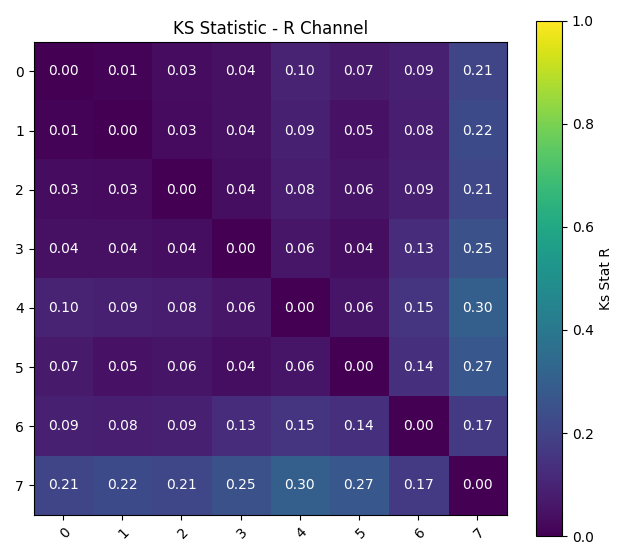 KS Statistic - R Channel
0 0.00 0.01 0.03 0.04 0.10 0.07 0.09 0.21
1 0.01 0.00 0.03 0.04 0.09 0.05 0.08 0.22
2 0.03 0.03 0.00 0.04 0.08 0.06 0.09 0.21
3 0.04 0.04 0.04 0.00 0.06 0.04 0.13 0.25
4 0.10 0.09 0.08 0.06 0.00 0.06 0.15 0.30
5 0.07 0.05 0.06 0.04 0.06 0.00 0.14 0.27
6 0.09 0.08 0.09 0.13 0.15 0.14 0.00 0.17
7 0.21 0.22 0.21 0.25 0.30 0.27 0.17 0.00
0 1 2 3 4 5 6 7
1.0
0.8
0.6
0.4
0.2
0.0
Ks Stat R